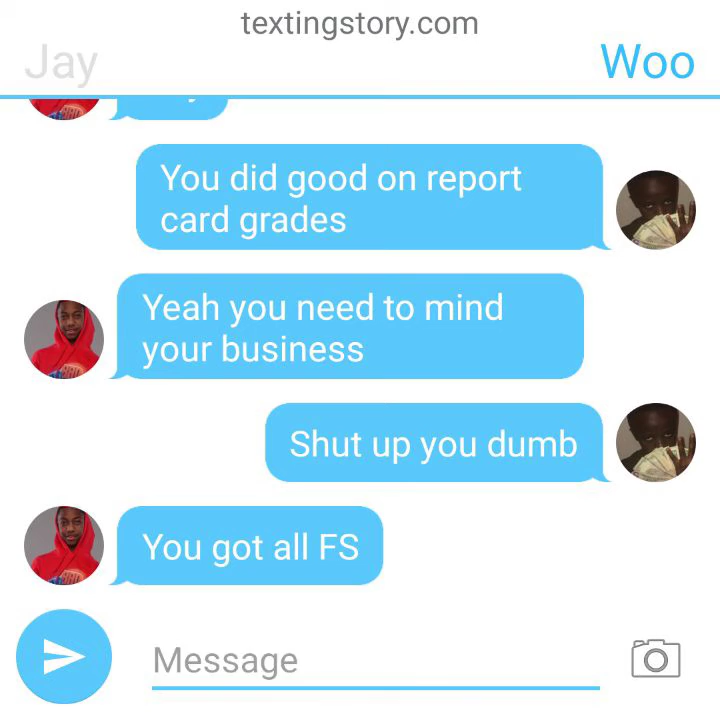 textingstory.com
Jay
Woo
You did good on report
card grades
Yeah you need to mind
your business
Shut up you dumb
You got all FS
Message